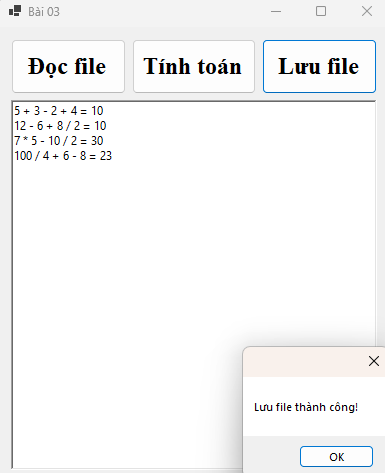 Bài 03
Đọc file
Tính toán
Lưu file
5 + 3 - 2 + 4 = 10
12 - 6 + 8 / 2 = 10
7 * 5 - 10 / 2 = 30
100 / 4 + 6 - 8 = 23
Lưu file thành công!
OK